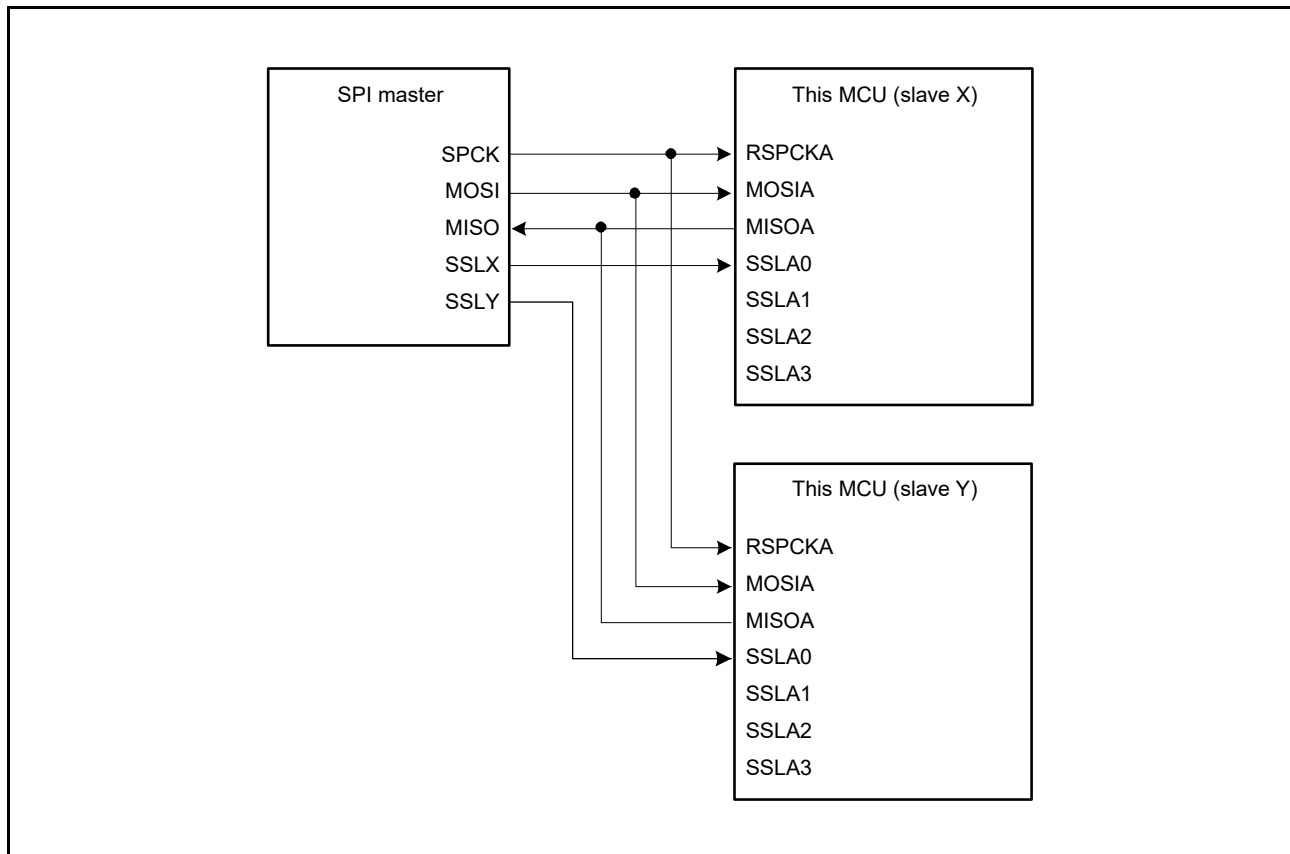 SPI master
SPCK
MOSI
MISO
SSLX
SSLY
This MCU (slave X)
RSPCKA
MOSIA
MISOA
SSLA0
SSLA1
SSLA2
SSLA3
This MCU (slave Y)
RSPCKA
MOSIA
MISOA
SSLA0
SSLA1
SSLA2
SSLA3